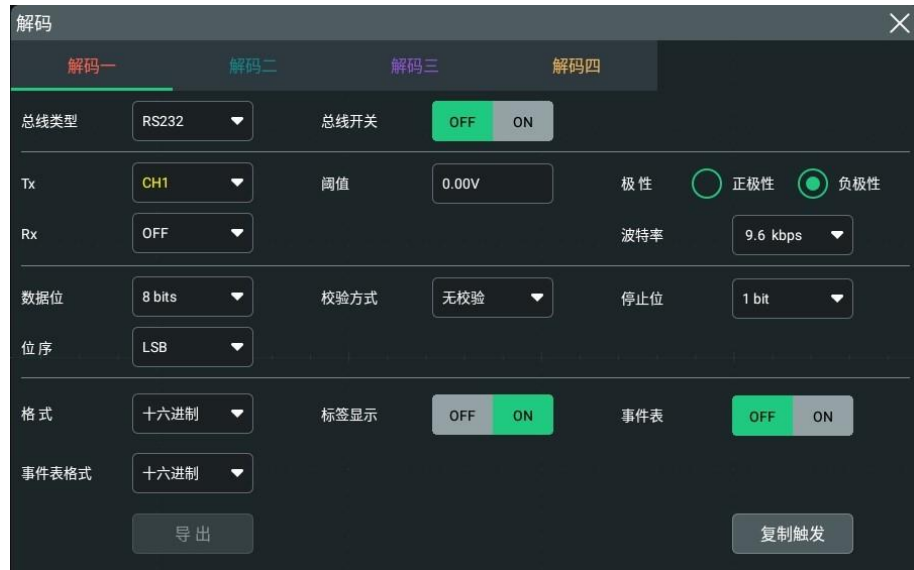 解码
解码一 解码二 解码三 解码四
总线类型 RS232 总线开关 OFF ON
Tx CH1 阈值 0.00V 极性 正极性 负极性
Rx OFF 波特率 9.6 kbps
数据位 8 bits 校验方式 无校验 停止位 1 bit
位序 LSB
格式 十六进制 标签显示 OFF ON 事件表 OFF ON
事件表格式 十六进制
导出 复制触发